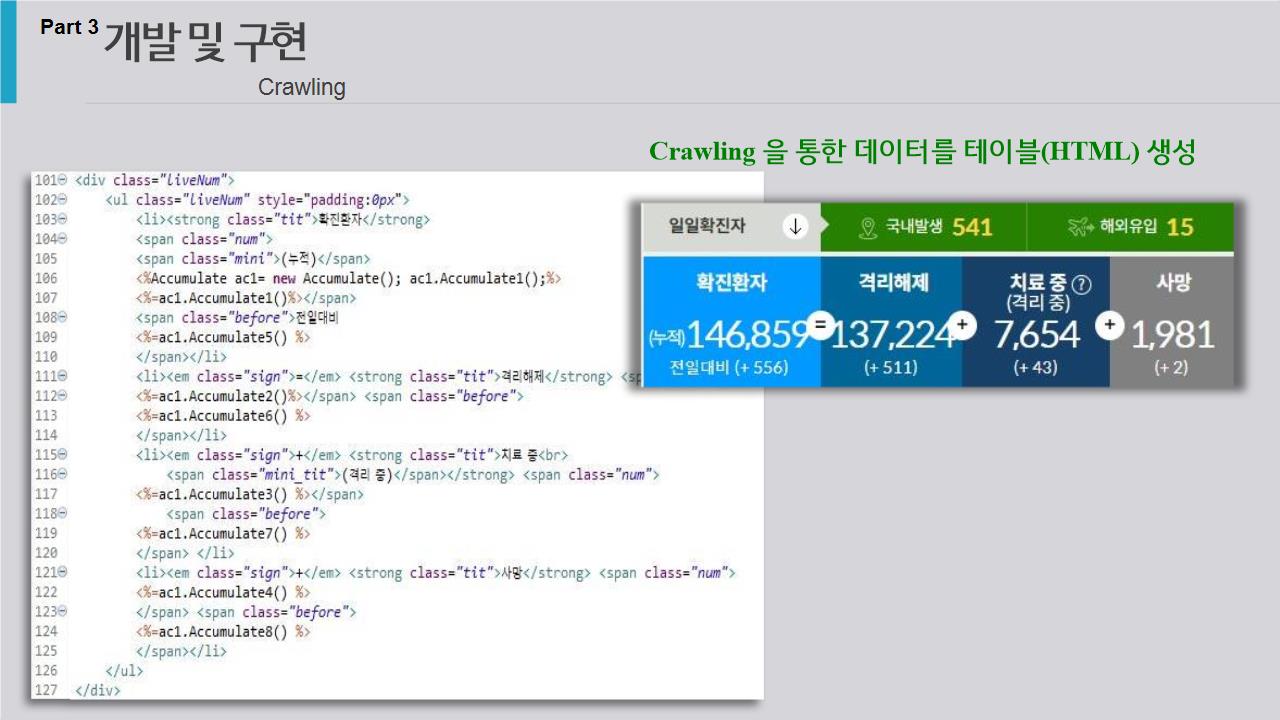 Part 3 개발 및 구현
Crawling
Crawling 을 통한 데이터를 테이블(HTML) 생성
101 <div class="liveNum">
102 <ul class="liveNum" style="padding:0px">
103 <li><strong class="tit">확진환자</strong>
104 <span class="num">
105 <span class="mini">(누적)</span>
106 <%Accumulate ac1= new Accumulate(); ac1.Accumulate1();%>
107 <%=ac1.Accumulate1()%></span>
108 <span class="before">전일대비
109 <%=ac1.Accumulate5() %>
110 </span></li>
111 <li><em class="sign">=</em> <strong class="tit">격리해제</strong> <sp
112 <%=ac1.Accumulate2()%></span> <span class="before">
113 <%=ac1.Accumulate6() %>
114 </span></li>
115 <li><em class="sign">+</em> <strong class="tit">치료 중<br>
116 <span class="mini_tit">(격리 중)</span></strong> <span class="num">
117 <%=ac1.Accumulate3() %></span>
118 <span class="before">
119 <%=ac1.Accumulate7() %>
120 </span> </li>
121 <li><em class="sign">+</em> <strong class="tit">사망</strong> <span class="num">
122 <%=ac1.Accumulate4() %>
123 </span> <span class="before">
124 <%=ac1.Accumulate8() %>
125 </span></li>
126 </ul>
127 </div>
일일확진자 ↓ 국내발생 541 해외유입 15
확진환자 격리해제 치료 중 ? 사망
(격리 중)
(누적)146,859 = 137,224 + 7,654 + 1,981
전일대비 (+ 556) (+ 511) (+ 43) (+ 2)